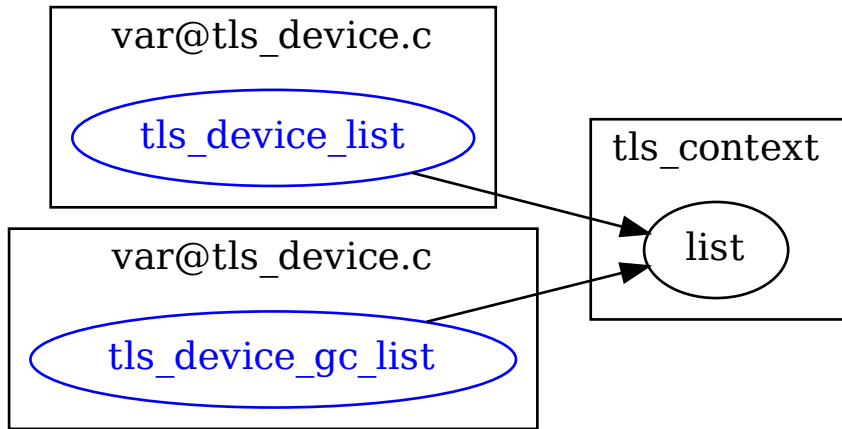 var@tls_device.c
tls_device_list
tls_context
list
var@tls_device.c
tls_device_gc_list